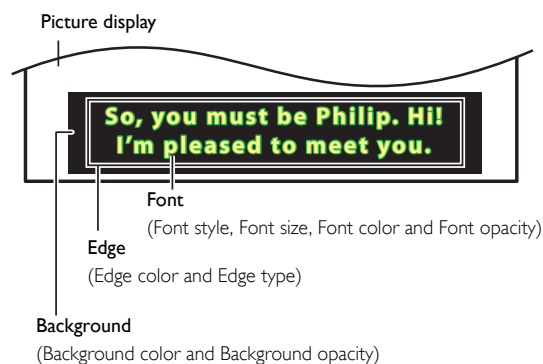 Picture display
So, you must be Philip. Hi!
I’m pleased to meet you.
Font
(Font style, Font size, Font color and Font opacity)
Edge
(Edge color and Edge type)
Background
(Background color and Background opacity)